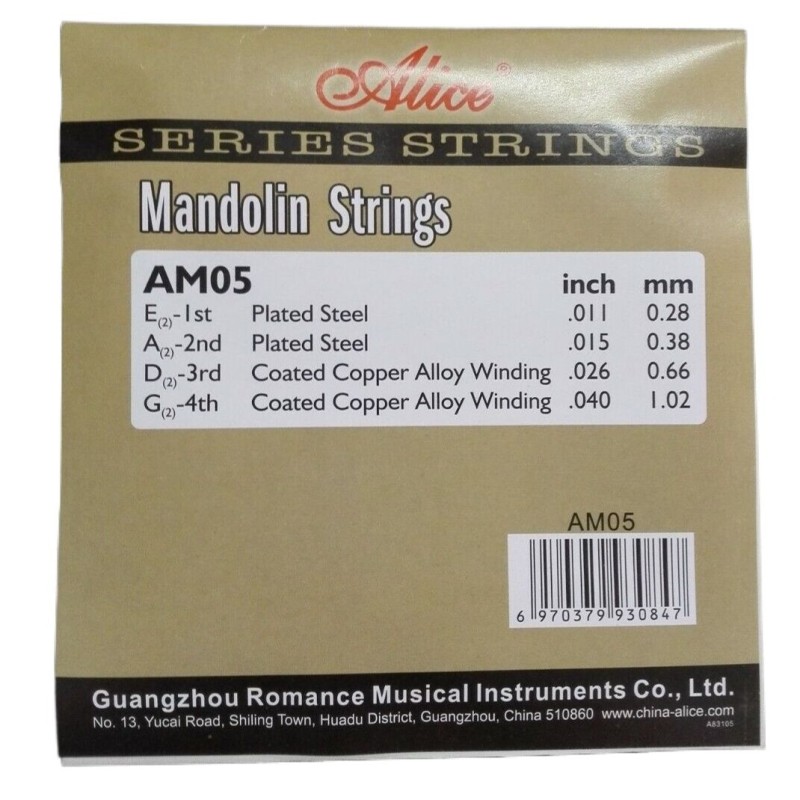 Alice®
SERIES STRINGS
Mandolin Strings
AM05 inch mm
E(2)-1st Plated Steel .011 0.28
A(2)-2nd Plated Steel .015 0.38
D(2)-3rd Coated Copper Alloy Winding .026 0.66
G(2)-4th Coated Copper Alloy Winding .040 1.02
AM05
6 970379 930847
Guangzhou Romance Musical Instruments Co., Ltd.
No. 13, Yucai Road, Shiling Town, Huadu District, Guangzhou, China 510860 www.china-alice.com
A83105